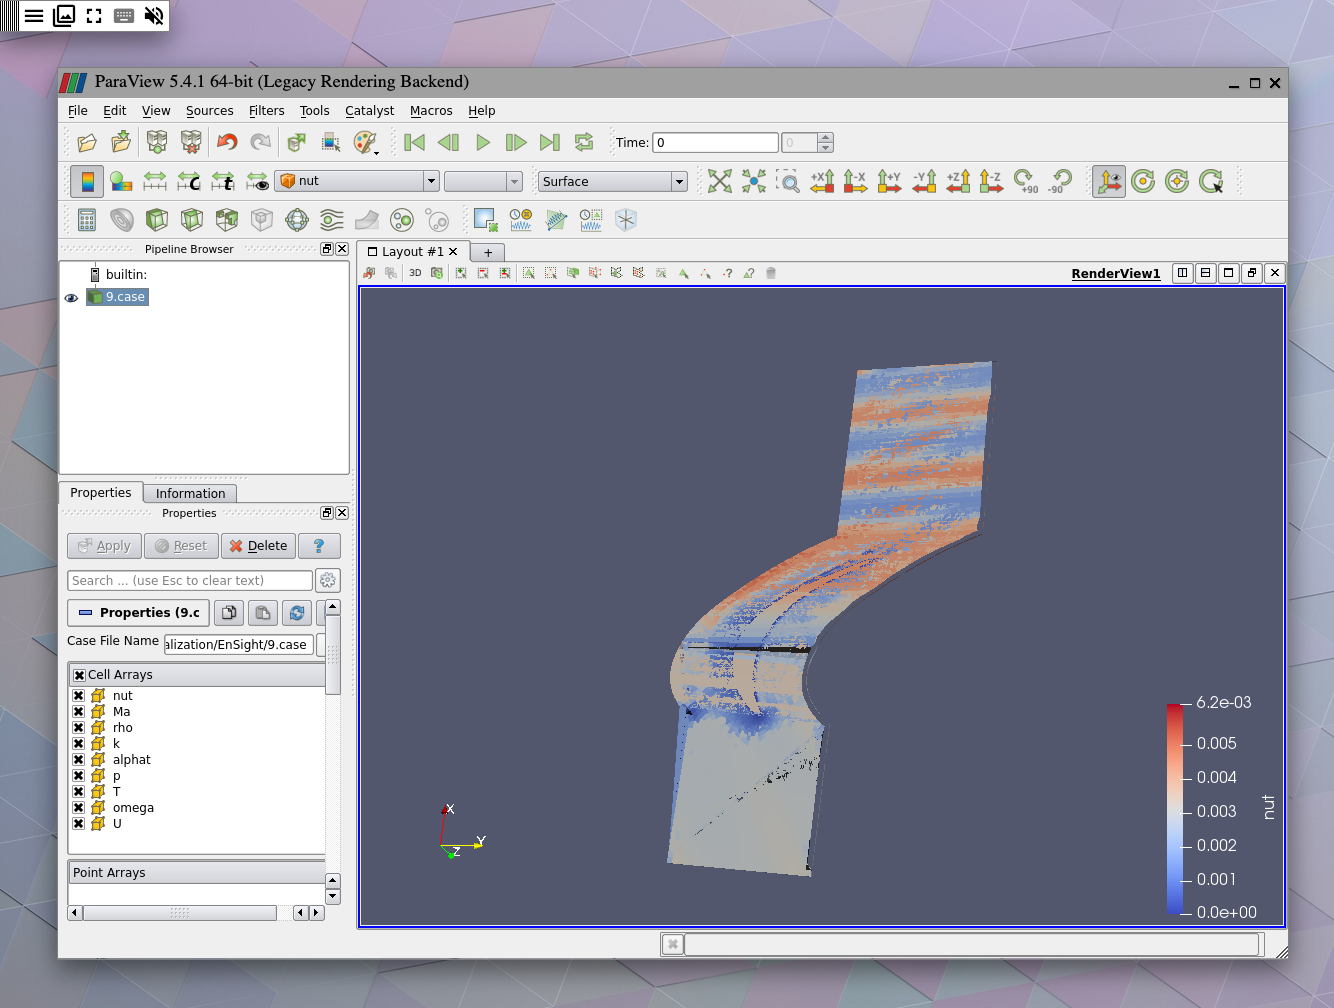 ParaView 5.4.1 64-bit (Legacy Rendering Backend)
File Edit View Sources Filters Tools Catalyst Macros Help
Time: 0 0
C t nut Surface +X -X +Y -Y +Z -Z +90 -90
Pipeline Browser
Layout #1 +
builtin:
3D RenderView1
9.case
Properties Information
Properties
Apply Reset Delete ?
Search ... (use Esc to clear text)
Properties (9.c
Case File Name alization/EnSight/9.case
Cell Arrays
nut
Ma
rho
k
alphat
p
T
omega
U
Point Arrays
X
Y
Z
6.2e-03
0.005
0.004
0.003
0.002
0.001
0.0e+00
nut